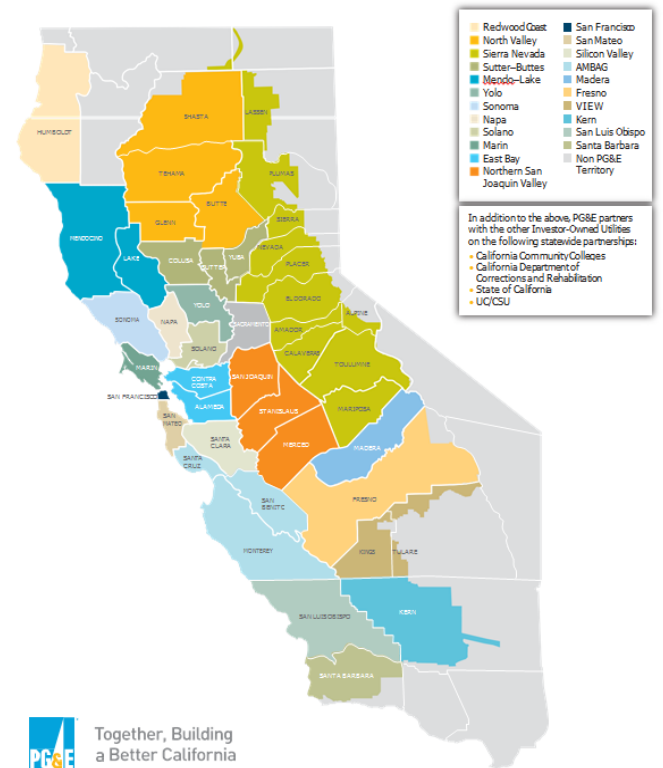 Redwood Coast
North Valley
Sierra Nevada
Sutter–Buttes
Mendo–Lake
Yolo
Sonoma
Napa
Solano
Marin
East Bay
Northern San
Joaquin Valley
San Francisco
San Mateo
Silicon Valley
AMBAG
Madera
Fresno
VIEW
Kern
San Luis Obispo
Santa Barbara
Non PG&E
Territory
In addition to the above, PG&E partners
with the other Investor-Owned Utilities
on the following statewide partnerships:
• California Community Colleges
• California Department of
Corrections and Rehabilitation
• State of California
• UC/CSU
HUMBOLDT
SHASTA
LASSEN
TEHAMA
PLUMAS
BUTTE
GLENN
SIERRA
MENDOCINO
LAKE
COLUSA
SUTTER
YUBA
NEVADA
PLACER
SONOMA
NAPA
YOLO
EL DORADO
SACRAMENTO
ALPINE
AMADOR
SOLANO
CALAVERAS
TOULUMNE
MARIN
CONTRA
COSTA
SAN JOAQUIN
SAN FRANCISCO
ALAMEDA
STANISLAUS
MARIPOSA
SAN
MATEO
SANTA
CLARA
MERCED
MADERA
SANTA
CRUZ
SAN
BENITO
FRESNO
MONTEREY
KINGS
TULARE
SAN LUIS OBISPO
KERN
SANTA BARBARA
PG&E
Together, Building
a Better California